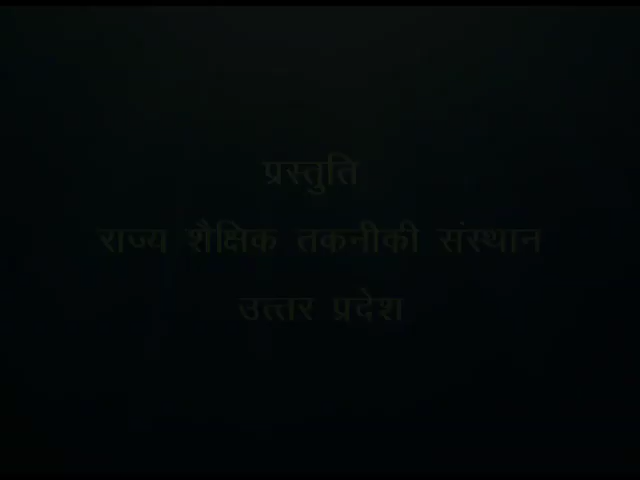 प्रस्तुति
राज्य शैक्षिक तकनीकी संस्थान
उत्तर प्रदेश